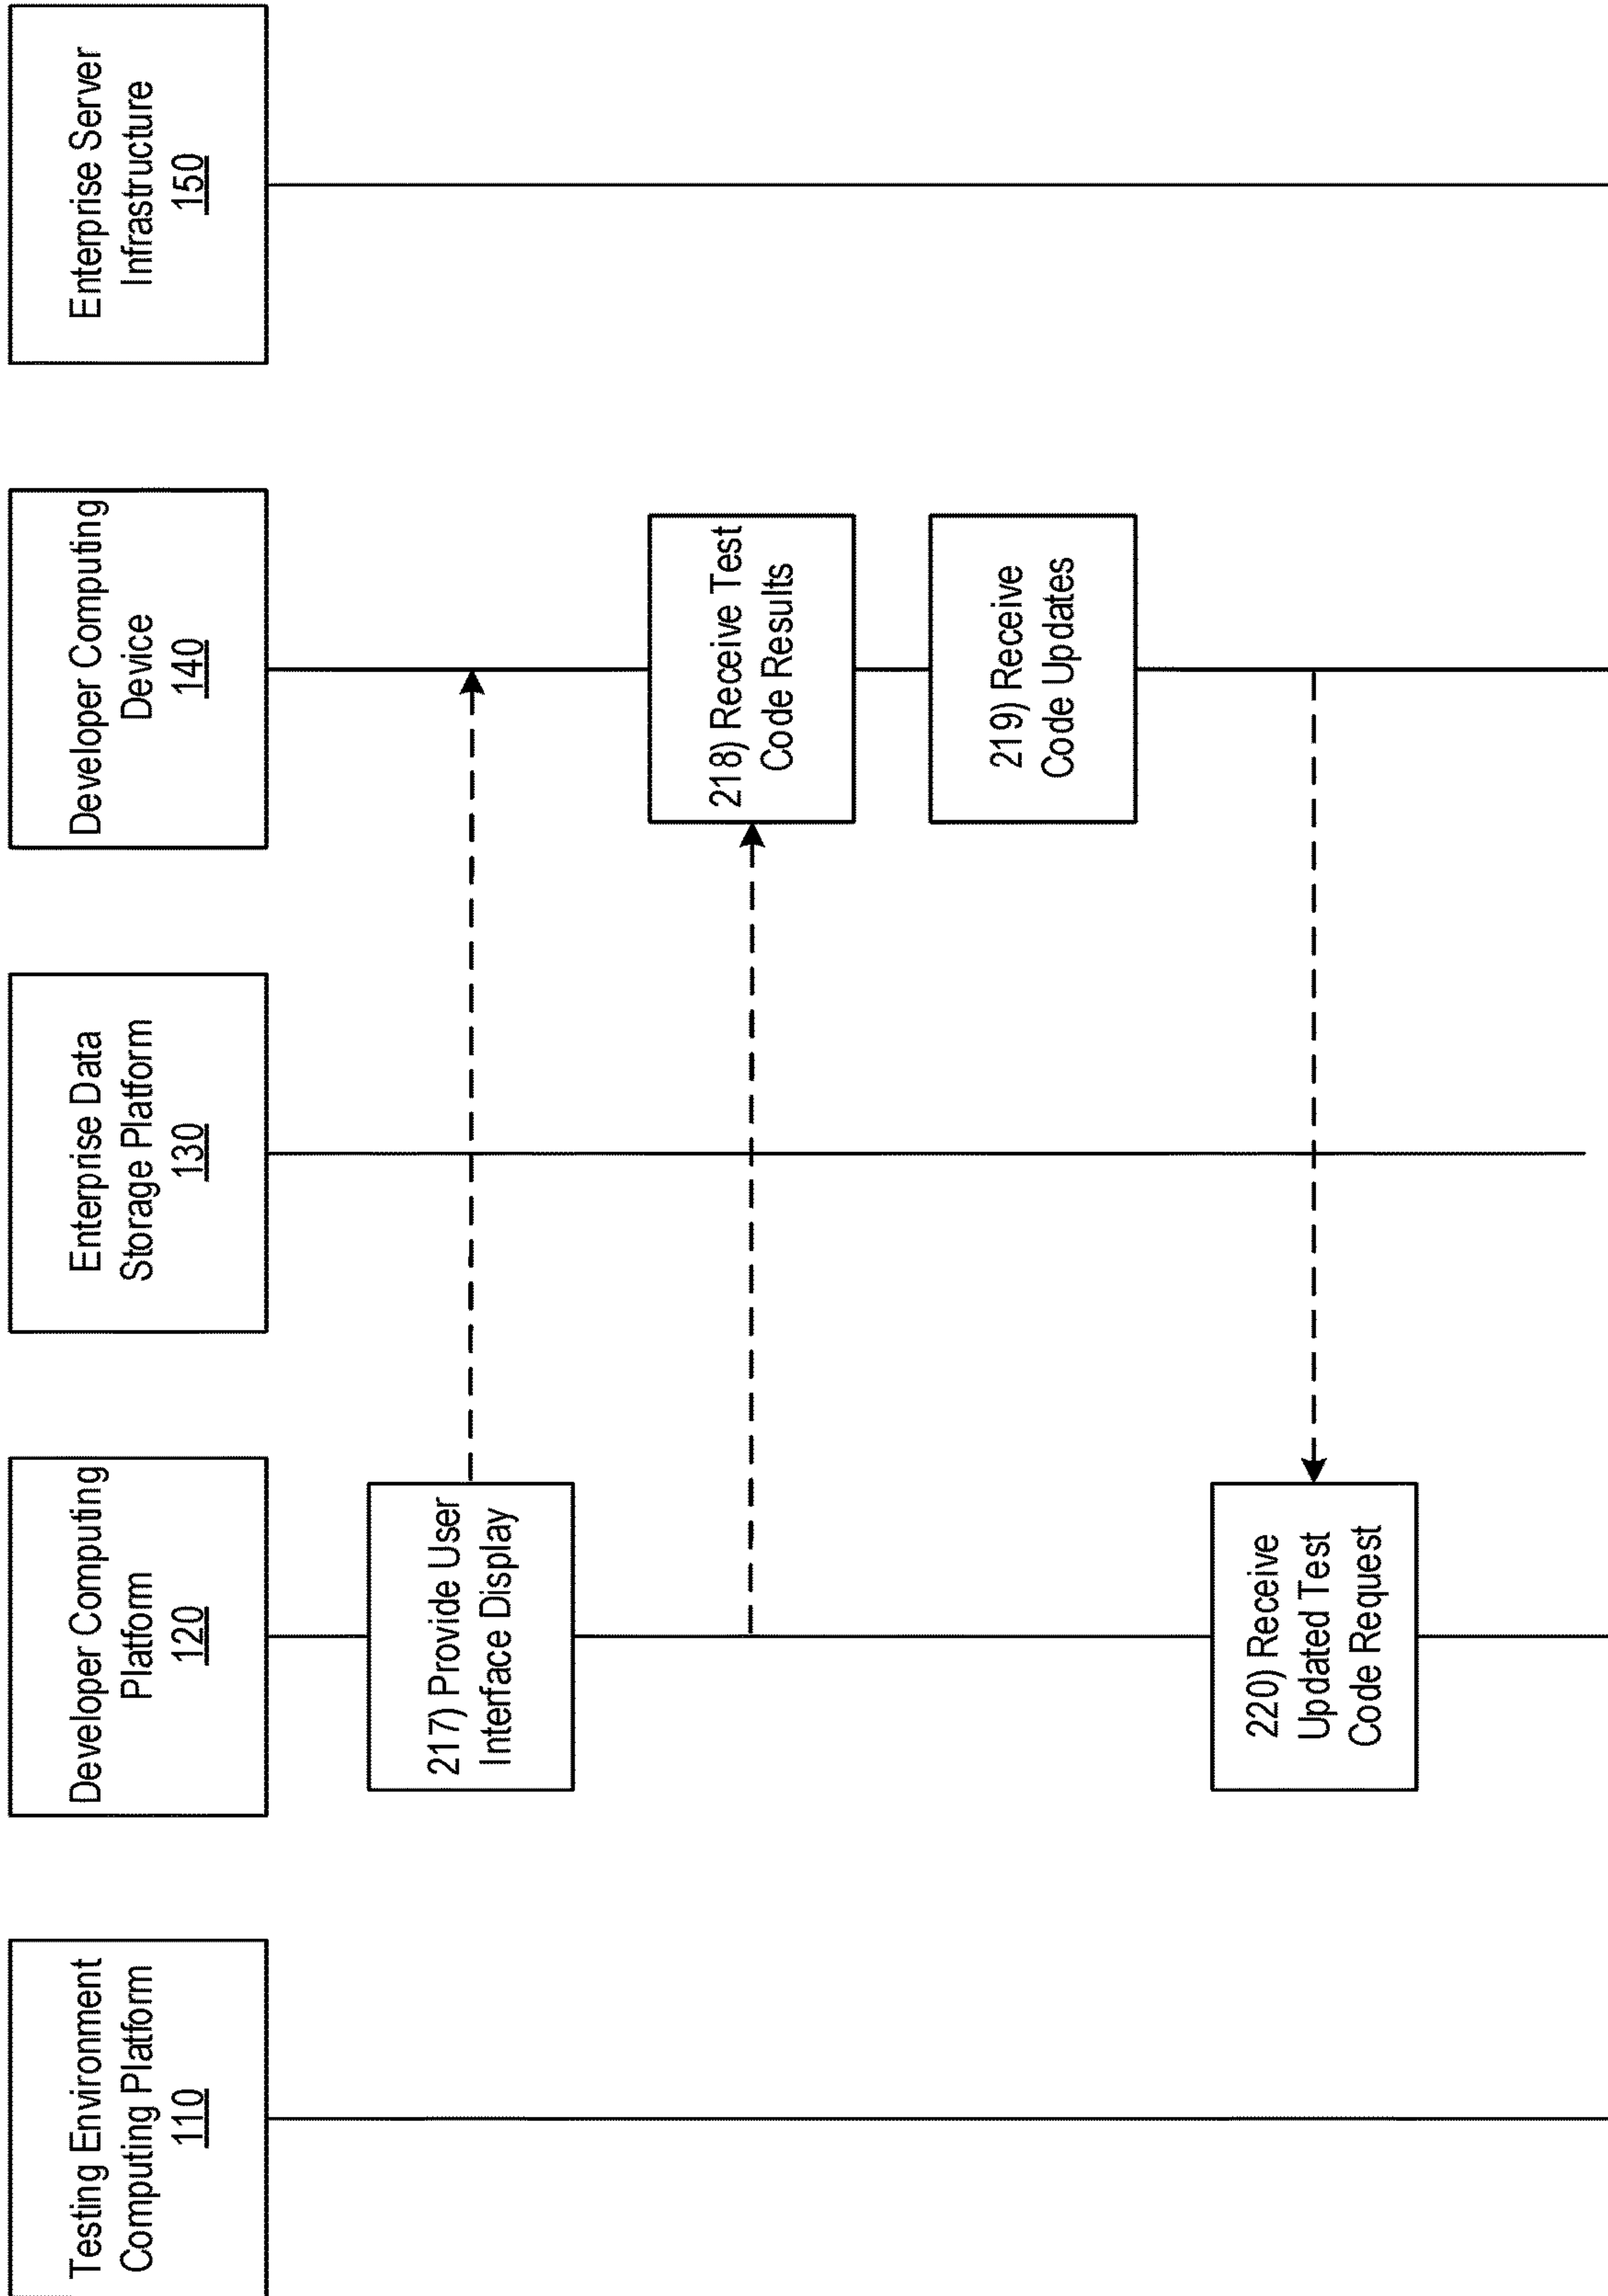 Testing Environment
Computing Platform
110
Developer Computing
Platform
120
Enterprise Data
Storage Platform
130
Developer Computing
Device
140
Enterprise Server
Infrastructure
150
217) Provide User
Interface Display
218) Receive Test
Code Results
219) Receive
Code Updates
220) Receive
Updated Test
Code Request